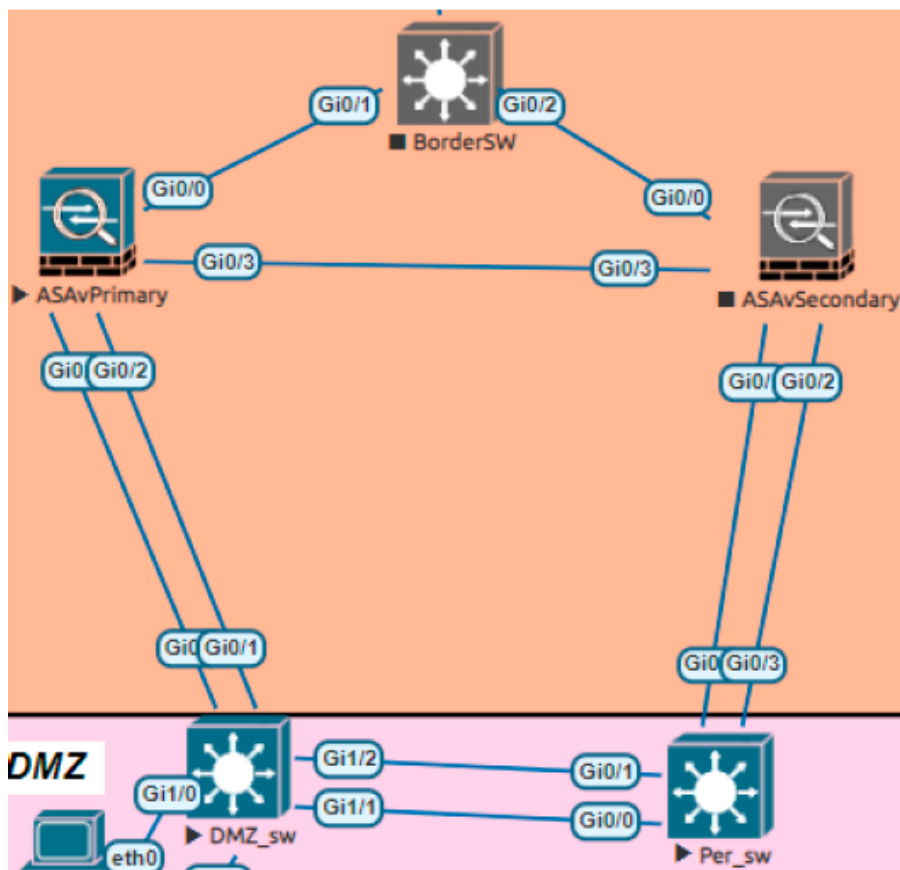 Gi0/1
Gi0/2
BorderSW
Gi0/0
Gi0/0
Gi0/3
Gi0/3
ASAvPrimary
ASAvSecondary
Gi0/2
Gi0/2
Gi0/1
Gi0/3
DMZ
Gi1/2
Gi0/1
Gi1/0
Gi1/1
Gi0/0
DMZ_sw
Per_sw
eth0